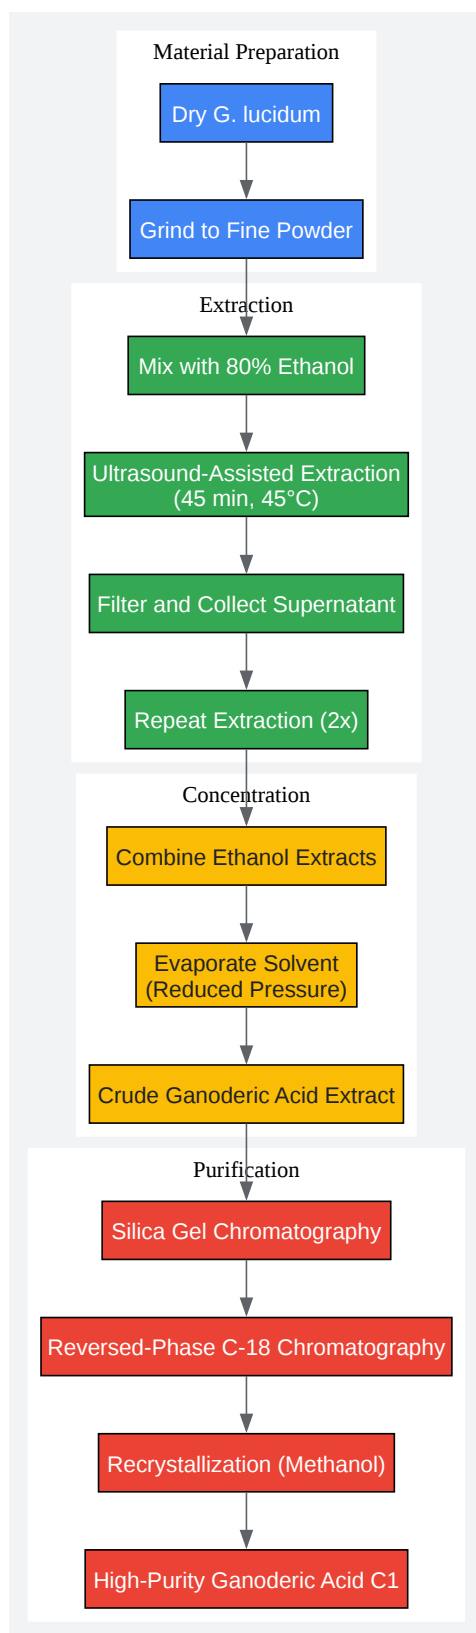 Material Preparation
Dry G. lucidum
Grind to Fine Powder
Extraction
Mix with 80% Ethanol
Ultrasound-Assisted Extraction
(45 min, 45°C)
Filter and Collect Supernatant
Repeat Extraction (2x)
Concentration
Combine Ethanol Extracts
Evaporate Solvent
(Reduced Pressure)
Crude Ganoderic Acid Extract
Purification
Silica Gel Chromatography
Reversed-Phase C-18 Chromatography
Recrystallization (Methanol)
High-Purity Ganoderic Acid C1